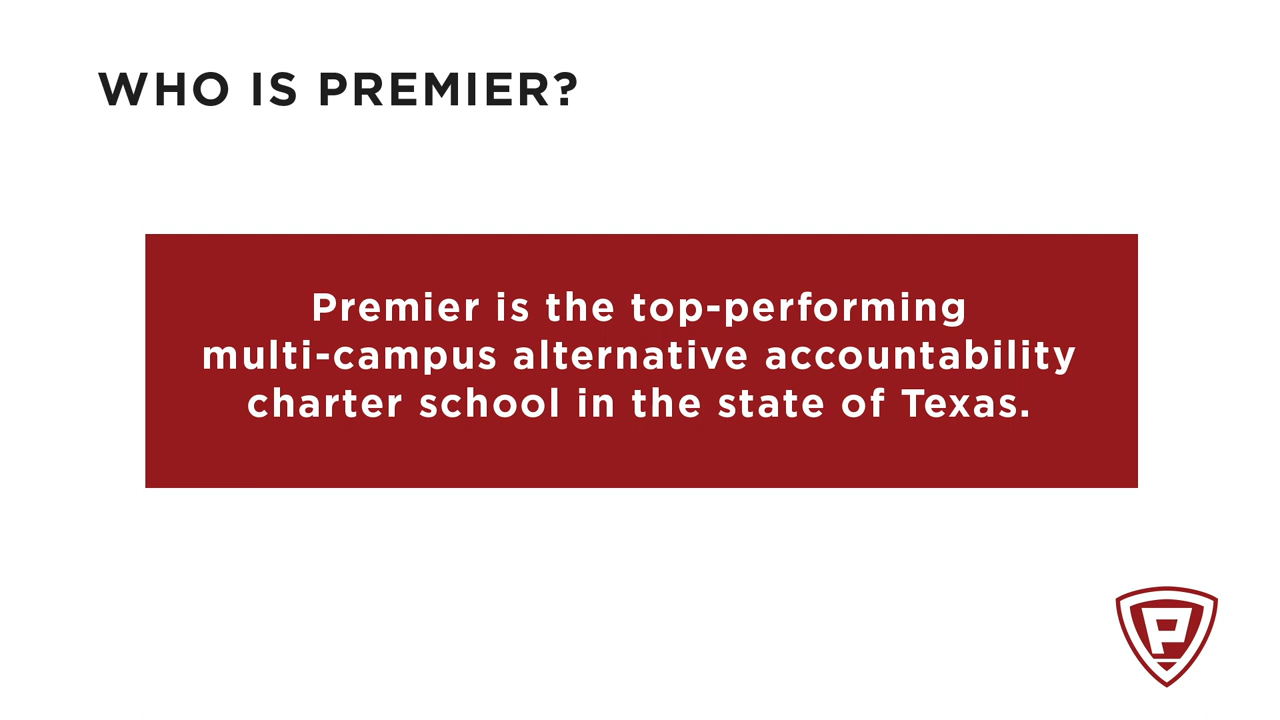 WHO IS PREMIER?
Premier is the top-performing
multi-campus alternative accountability
charter school in the state of Texas.
P